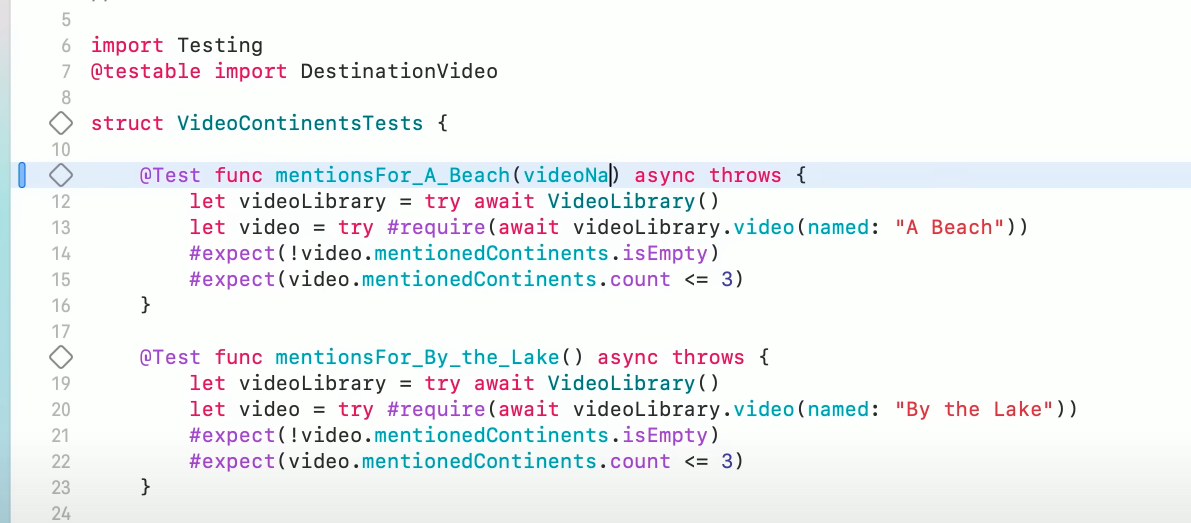 5
6 import Testing
7 @testable import DestinationVideo
8
struct VideoContinentsTests {
10
@Test func mentionsFor_A_Beach(videoNa) async throws {
12 let videoLibrary = try await VideoLibrary()
13 let video = try #require(await videoLibrary.video(named: "A Beach"))
14 #expect(!video.mentionedContinents.isEmpty)
15 #expect(video.mentionedContinents.count <= 3)
16 }
17
@Test func mentionsFor_By_the_Lake() async throws {
19 let videoLibrary = try await VideoLibrary()
20 let video = try #require(await videoLibrary.video(named: "By the Lake"))
21 #expect(!video.mentionedContinents.isEmpty)
22 #expect(video.mentionedContinents.count <= 3)
23 }
24